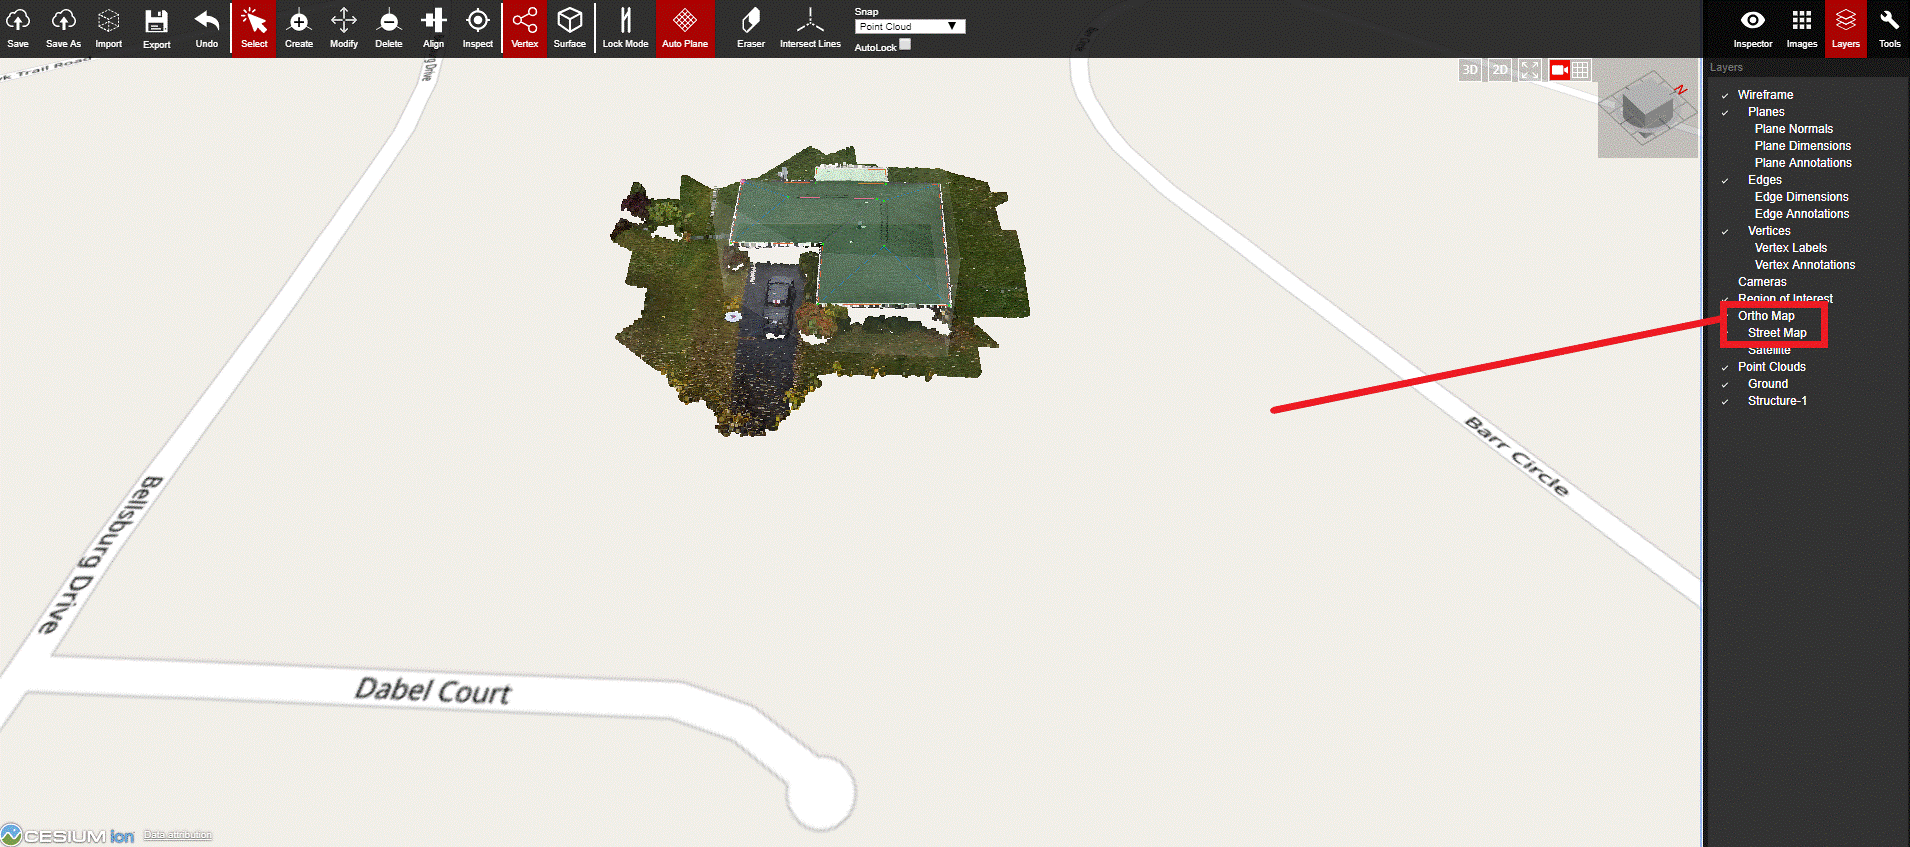 Save
Save As
Import
Export
Undo
Select
Create
Modify
Delete
Align
Inspect
Vertex
Surface
Lock Mode
Auto Plane
Eraser
Intersect Lines
Snap
Point Cloud
AutoLock
Inspector
Images
Layers
Tools
Trail Road
Drive
3D
2D
N
Layers
Wireframe
Planes
Plane Normals
Plane Dimensions
Plane Annotations
Edges
Edge Dimensions
Edge Annotations
Vertices
Vertex Labels
Vertex Annotations
Cameras
Region of Interest
Ortho Map
Street Map
Satellite
Point Clouds
Ground
Structure-1
Barr Circle
Bellsburg Drive
Dabel Court
CESIUM ion
Data attribution